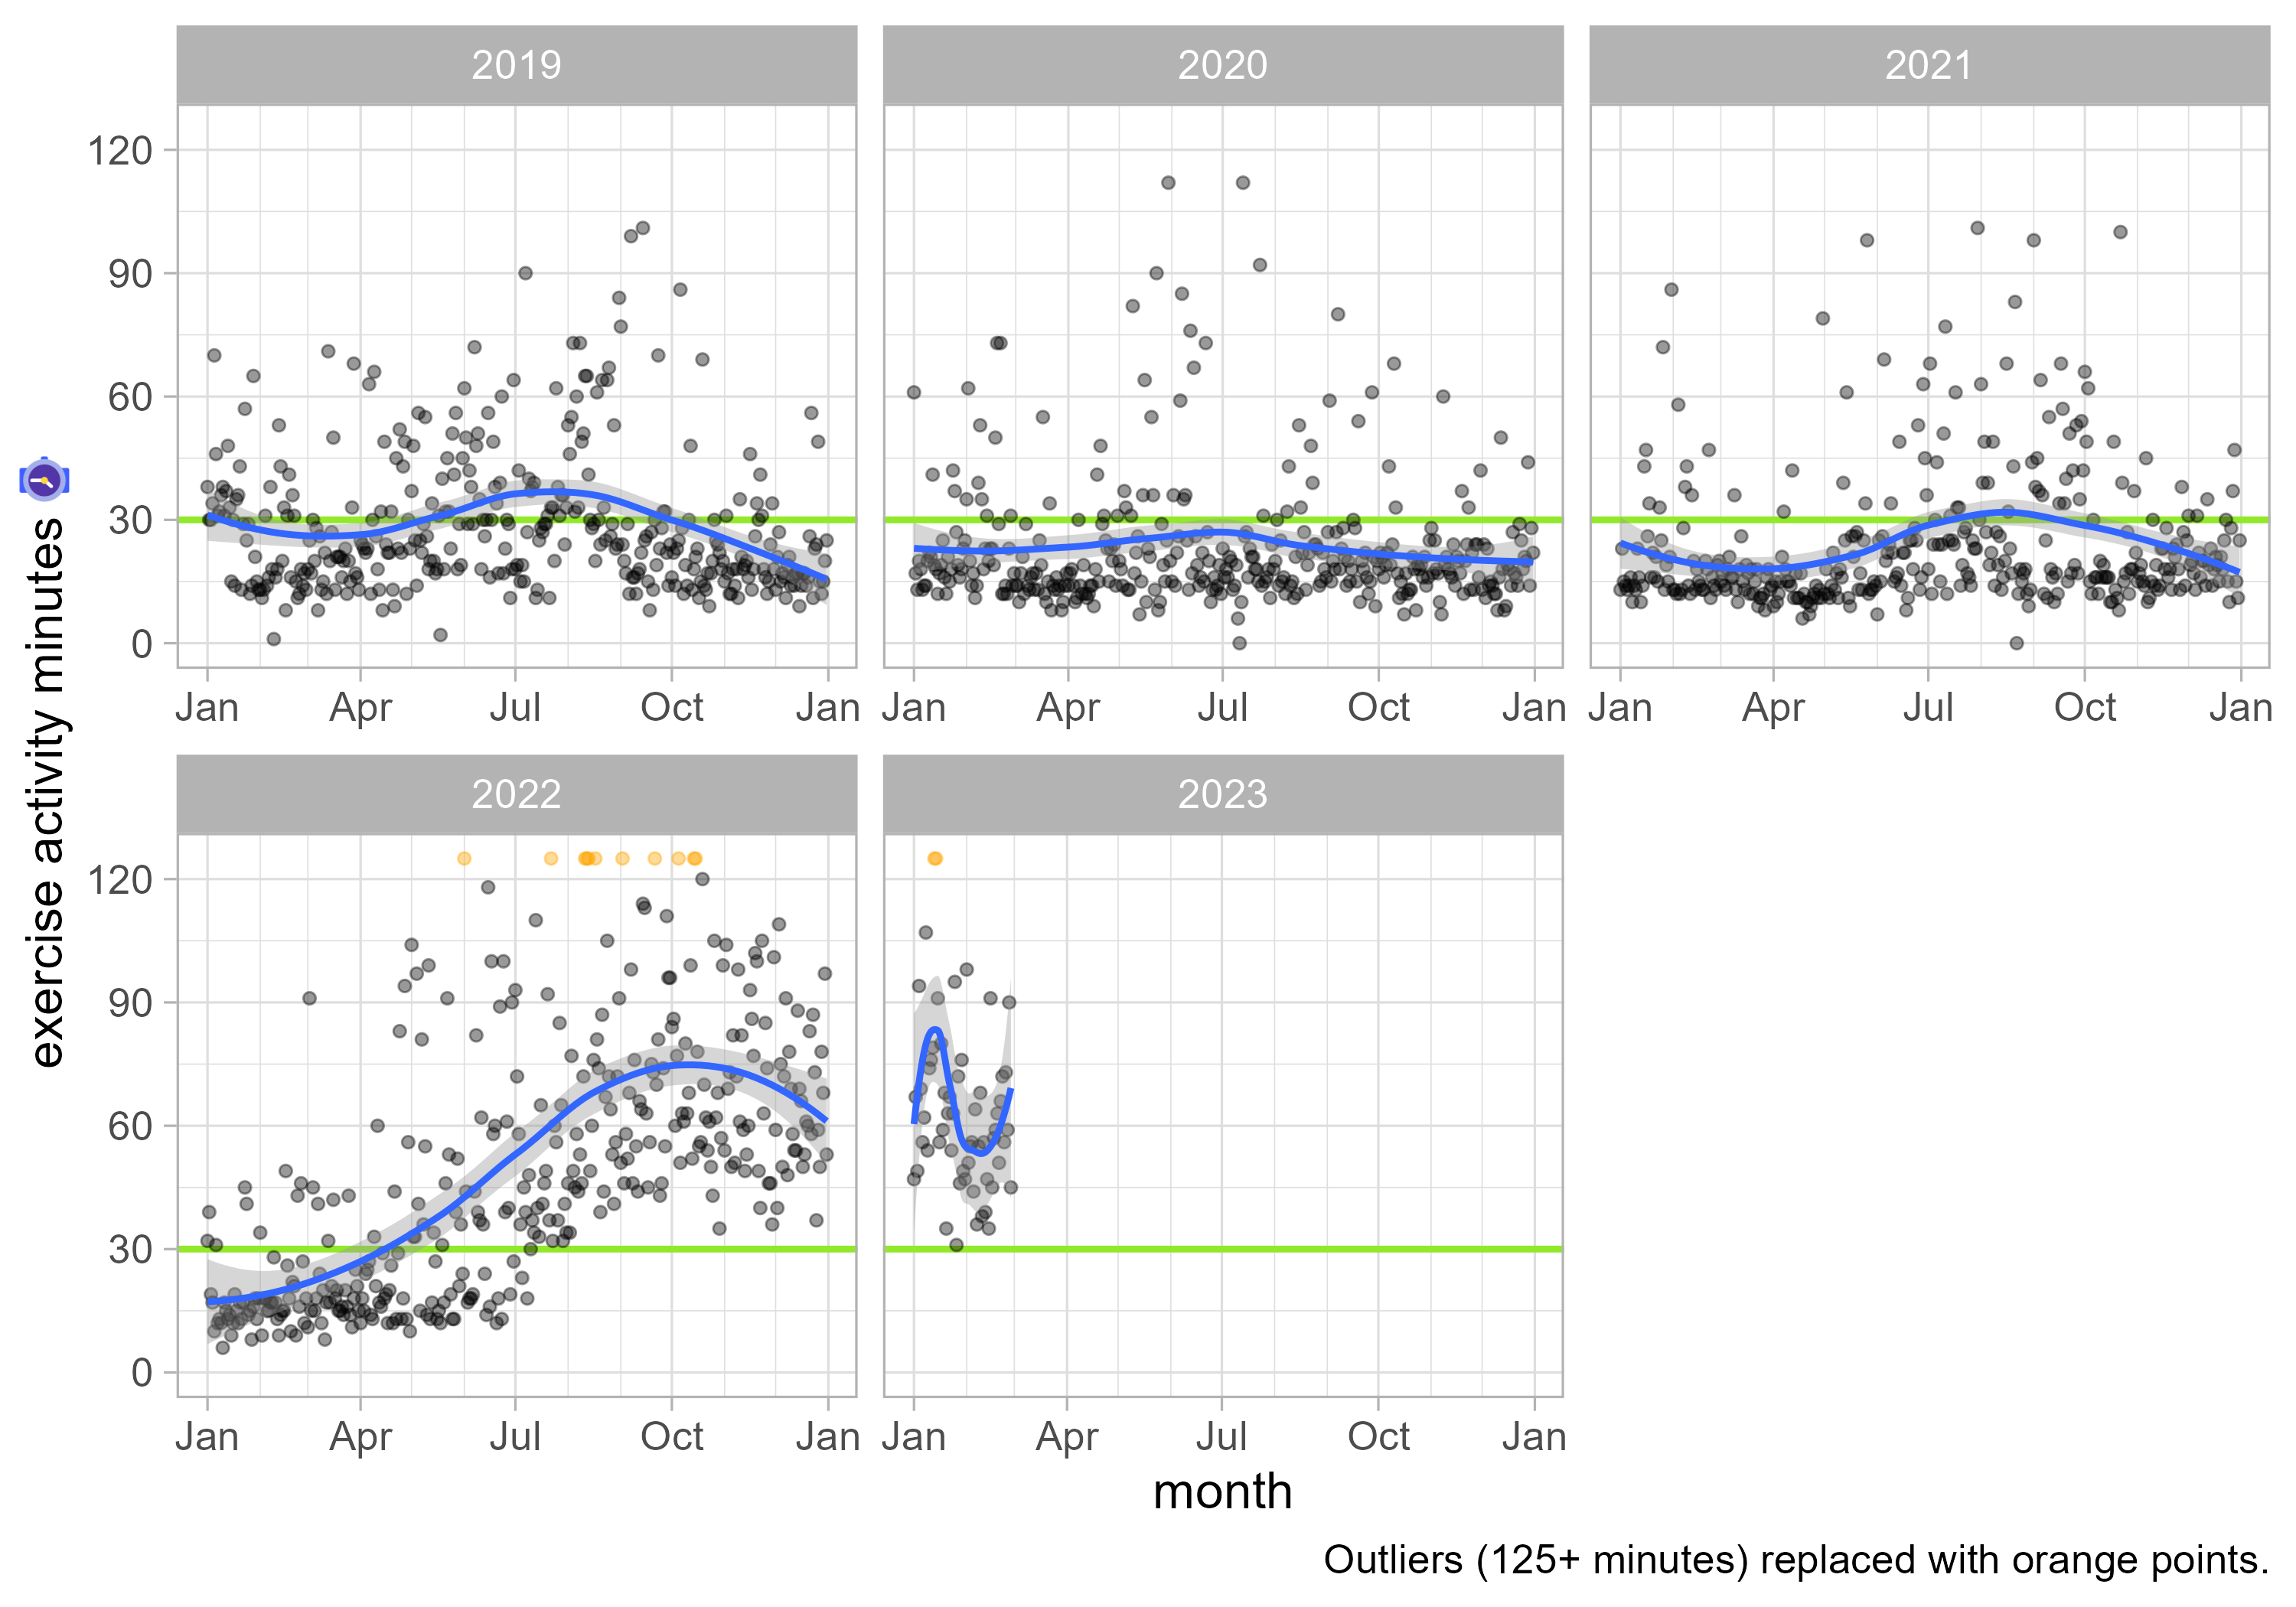 2019 2020 2021
120
90
60
30
0
Jan Apr Jul Oct Jan Jan Apr Jul Oct Jan Jan Apr Jul Oct Jan
exercise activity minutes
2022 2023
120
90
60
30
0
Jan Apr Jul Oct Jan Jan Apr Jul Oct Jan
month
Outliers (125+ minutes) replaced with orange points.